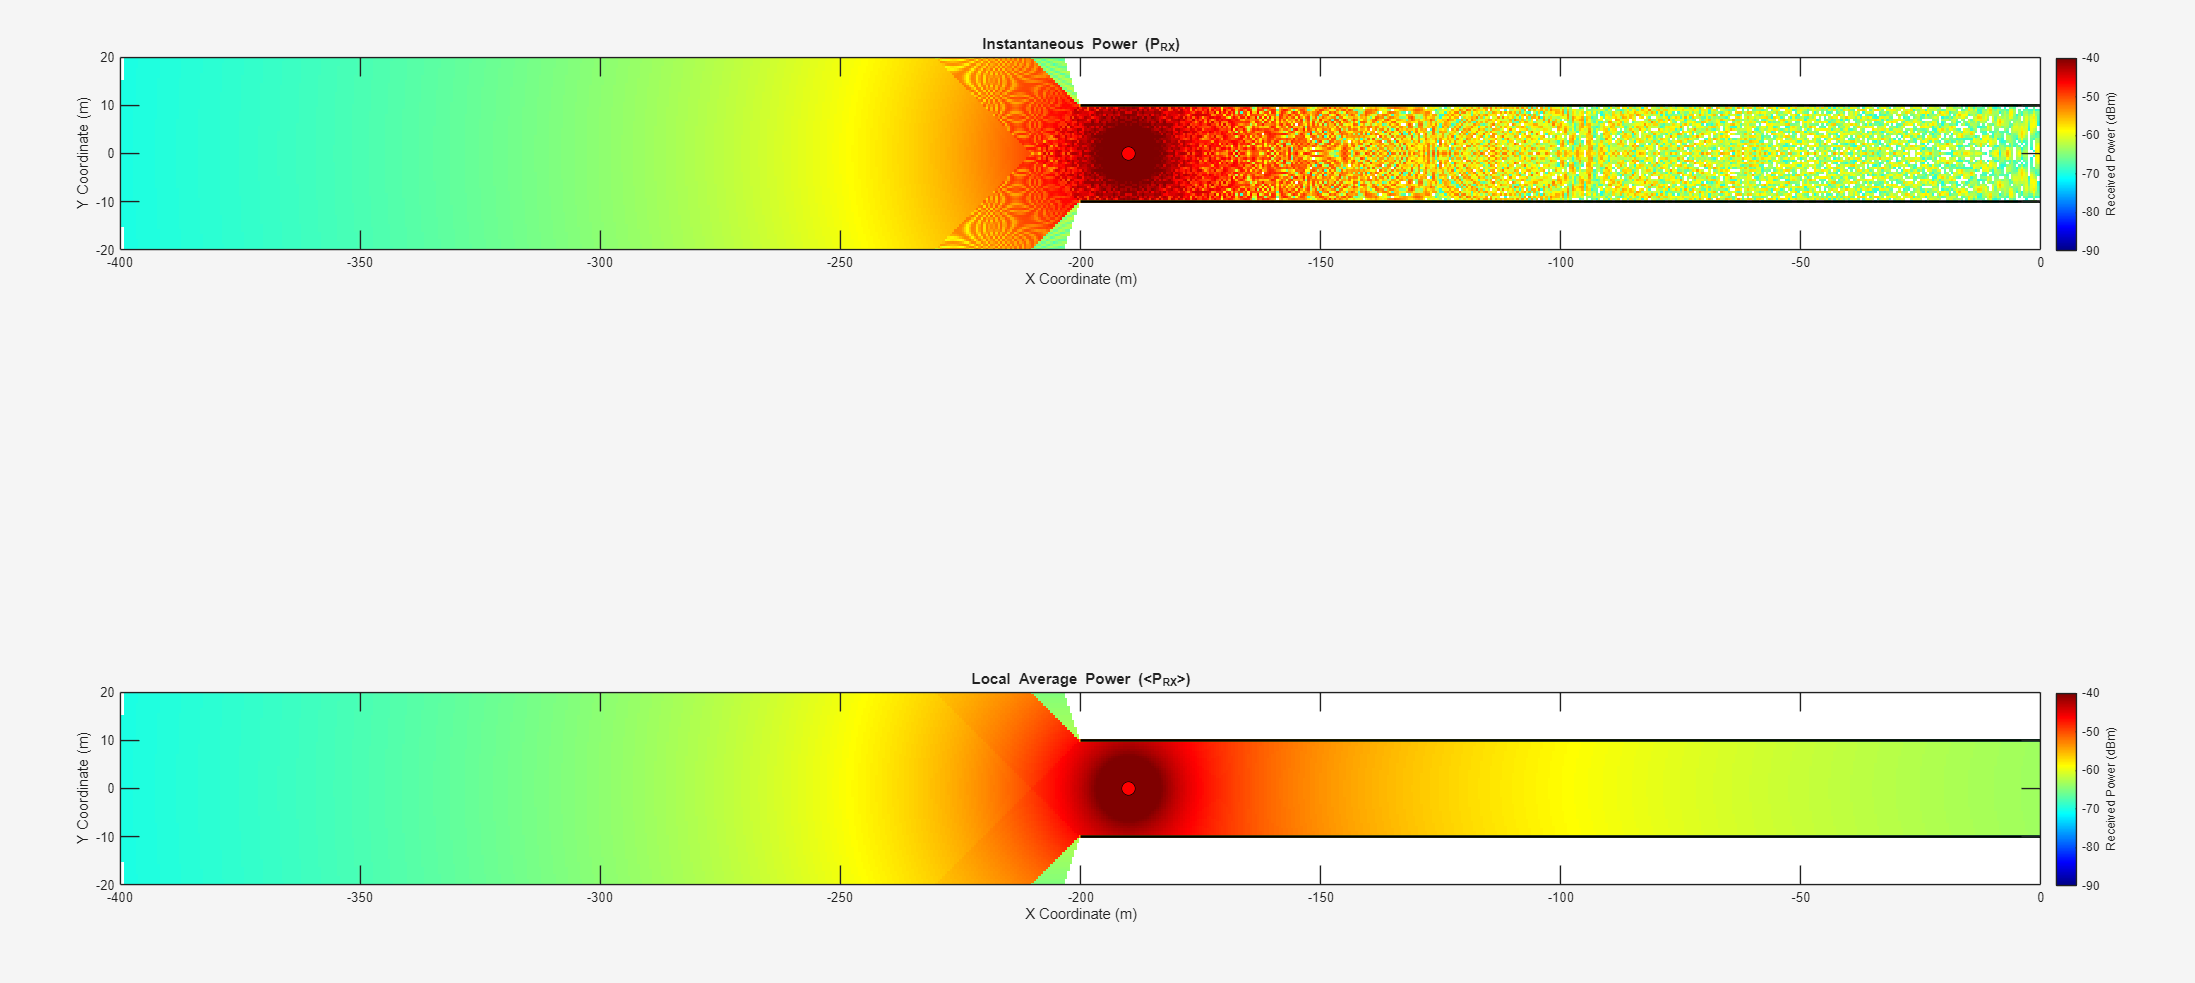 Instantaneous Power (PRX)
20
10
0
-10
-20
Y Coordinate (m)
-400 -350 -300 -250 -200 -150 -100 -50 0
X Coordinate (m)
-40
-50
-60
-70
-80
-90
Received Power (dBm)
Local Average Power (<PRX>)
20
10
0
-10
-20
Y Coordinate (m)
-400 -350 -300 -250 -200 -150 -100 -50 0
X Coordinate (m)
-40
-50
-60
-70
-80
-90
Received Power (dBm)